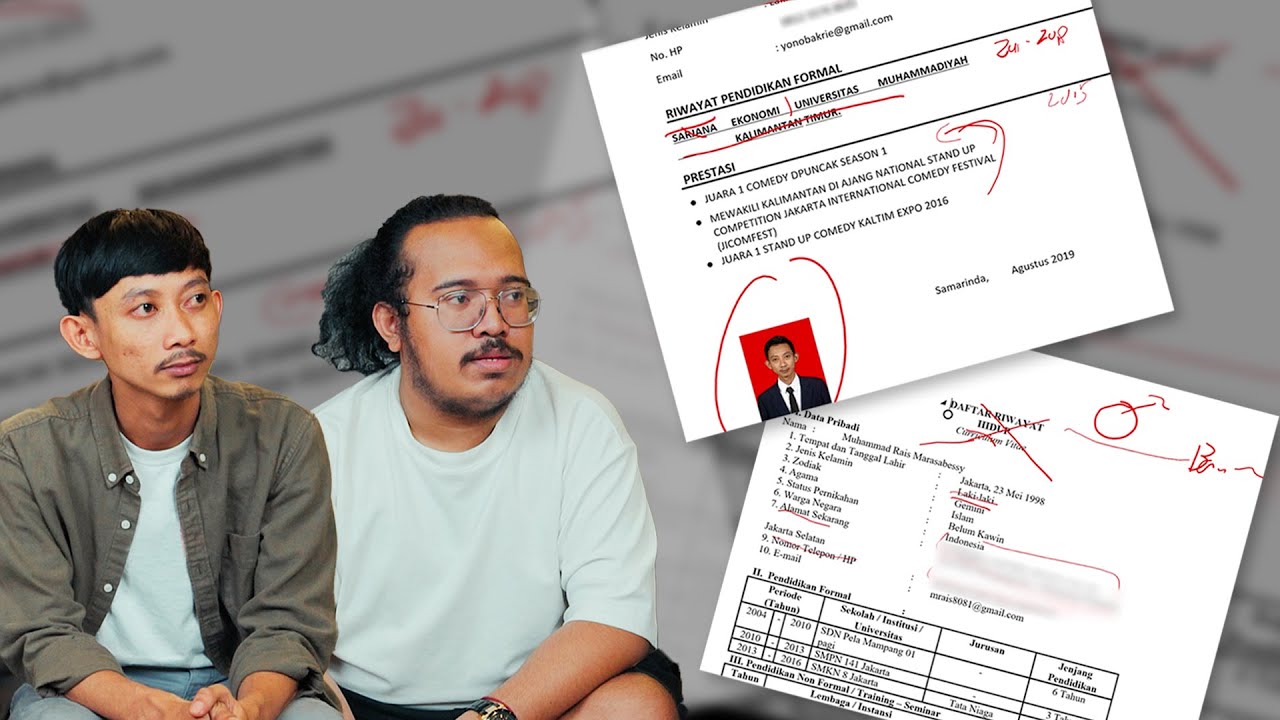 Jenis Kelamin
No. HP
Email : yonobakrie@gmail.com
RIWAYAT PENDIDIKAN FORMAL
SARJANA EKONOMI UNIVERSITAS MUHAMMADIYAH
KALIMANTAN TIMUR.
2015
PRESTASI
• JUARA 1 COMEDY DPUNCAK SEASON 1
• MEWAKILI KALIMANTAN DI AJANG NATIONAL STAND UP
COMPETITION JAKARTA INTERNATIONAL COMEDY FESTIVAL
(JICOMFEST)
• JUARA 1 STAND UP COMEDY KALTIM EXPO 2016
Samarinda, Agustus 2019
DAFTAR RIWAYAT
HIDUP
Curriculum Vitae
Data Pribadi
Nama : Muhammad Rais Marasabessy
1. Tempat dan Tanggal Lahir : Jakarta, 23 Mei 1998
2. Jenis Kelamin : Laki-laki
3. Zodiak : Gemini
4. Agama : Islam
5. Status Pernikahan : Belum Kawin
6. Warga Negara : Indonesia
7. Alamat Sekarang :
Jakarta Selatan
9. Nomor Telepon / HP
10. E-mail : mrais8081@gmail.com
II. Pendidikan Formal
Periode (Tahun) Sekolah / Institusi / Universitas Jurusan Jenjang Pendidikan
2004 - 2010 SDN Pela Mampang 01 pagi - 6 Tahun
2010 - 2013 SMPN 141 Jakarta - 3 Tahun
2013 - 2016 SMKN 8 Jakarta Tata Niaga
III. Pendidikan Non Formal / Training – Seminar
Tahun Lembaga / Instansi